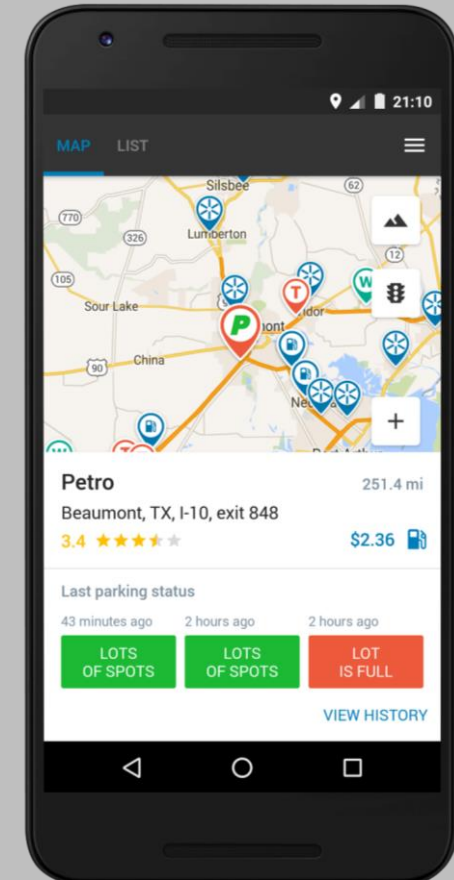 21:10
MAP LIST
Silsbee
62
770
326
Lumberton
12
105
T
W
Sour Lake
P
China
90
W
Petro
251.4 mi
Beaumont, TX, I-10, exit 848
3.4
$2.36
Last parking status
43 minutes ago 2 hours ago 2 hours ago
LOTS OF SPOTS
LOTS OF SPOTS
LOT IS FULL
VIEW HISTORY